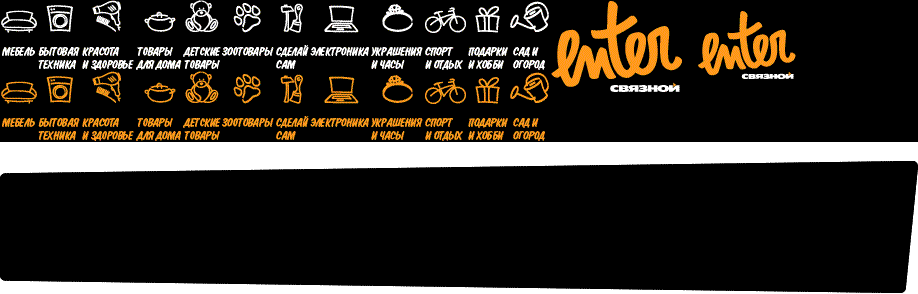 МЕБЕЛЬ БЫТОВАЯ КРАСОТА ТОВАРЫ ДЕТСКИЕ ЗООТОВАРЫ СДЕЛАЙ ЭЛЕКТРОНИКА УКРАШЕНИЯ СПОРТ ПОДАРКИ САД И
ТЕХНИКА И ЗДОРОВЬЕ ДЛЯ ДОМА ТОВАРЫ САМ И ЧАСЫ И ОТДЫХ И ХОББИ ОГОРОД
enter enter
СВЯЗНОЙ СВЯЗНОЙ
МЕБЕЛЬ БЫТОВАЯ КРАСОТА ТОВАРЫ ДЕТСКИЕ ЗООТОВАРЫ СДЕЛАЙ ЭЛЕКТРОНИКА УКРАШЕНИЯ СПОРТ ПОДАРКИ САД И
ТЕХНИКА И ЗДОРОВЬЕ ДЛЯ ДОМА ТОВАРЫ САМ И ЧАСЫ И ОТДЫХ И ХОББИ ОГОРОД